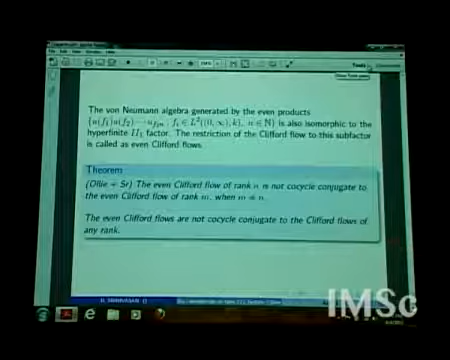 The von Neumann algebra generated by the even products
{u(f₁)u(f₂)···u_{f₂ₙ} ; fᵢ ∈ L²((0, ∞), k), n ∈ ℕ} is also isomorphic to the
hyperfinite II₁ factor. The restriction of the Clifford flow to this subfactor
is called as even Clifford flows.
Theorem
(Ollie + Sr) The even Clifford flow of rank n is not cocycle conjugate to
the even Clifford flow of rank m, when m ≠ n.
The even Clifford flows are not cocycle conjugate to the Clifford flows of
any rank.
R. SRINIVASAN ()
IMSc